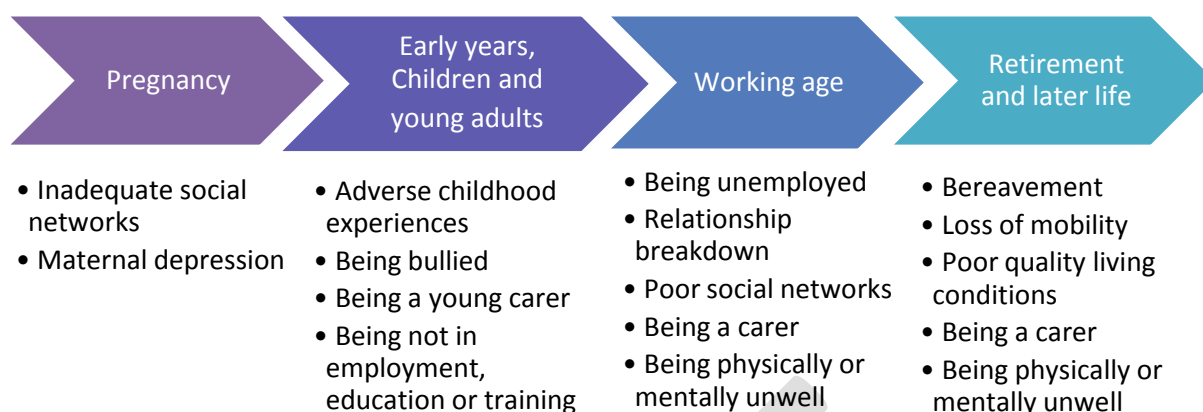 Pregnancy
Early years,
Children and
young adults
Working age
Retirement
and later life
• Inadequate social
networks
• Maternal depression
• Adverse childhood
experiences
• Being bullied
• Being a young carer
• Being not in
employment,
education or training
• Being unemployed
• Relationship
breakdown
• Poor social networks
• Being a carer
• Being physically or
mentally unwell
• Bereavement
• Loss of mobility
• Poor quality living
conditions
• Being a carer
• Being physically or
mentally unwell